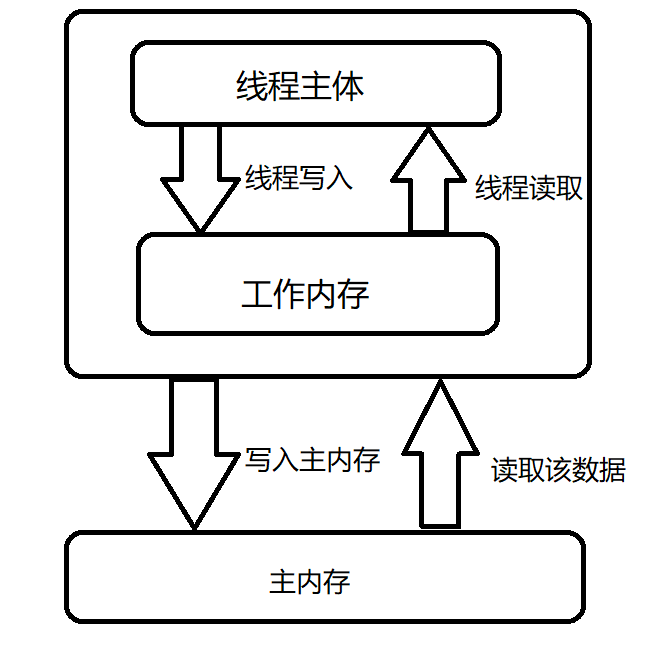 线程主体
线程写入
线程读取
工作内存
写入主内存
读取该数据
主内存